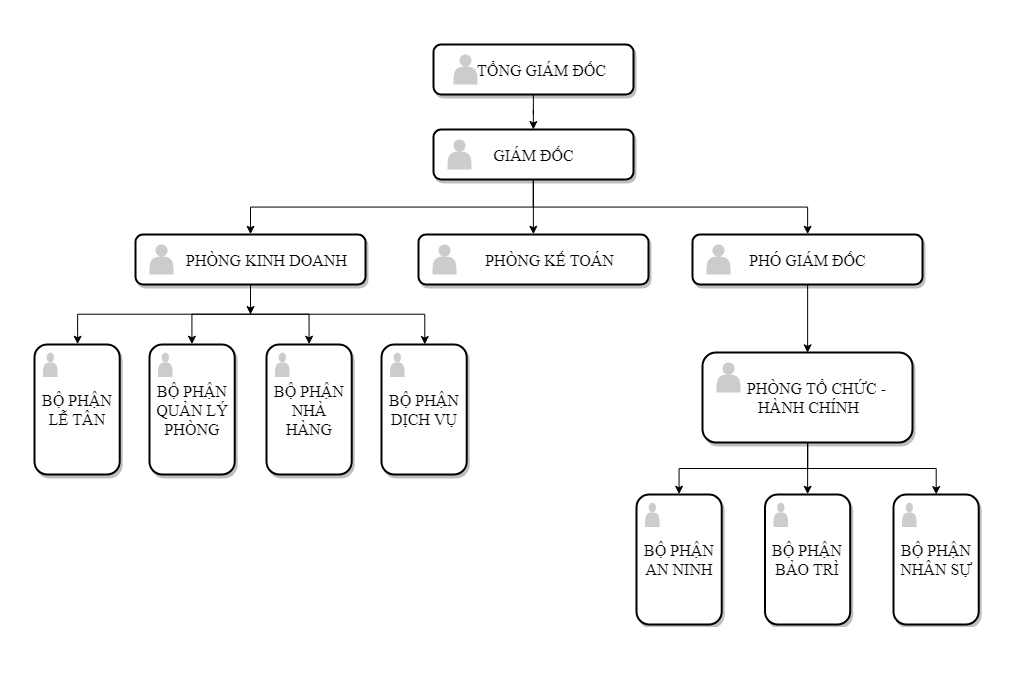 TỔNG GIÁM ĐỐC
GIÁM ĐỐC
PHÒNG KINH DOANH
PHÒNG KẾ TOÁN
PHÓ GIÁM ĐỐC
BỘ PHẬN
LỄ TÂN
BỘ PHẬN
QUẢN LÝ
PHÒNG
BỘ PHẬN
NHÀ
HÀNG
BỘ PHẬN
DỊCH VỤ
PHÒNG TỔ CHỨC -
HÀNH CHÍNH
BỘ PHẬN
AN NINH
BỘ PHẬN
BẢO TRÌ
BỘ PHẬN
NHÂN SỰ